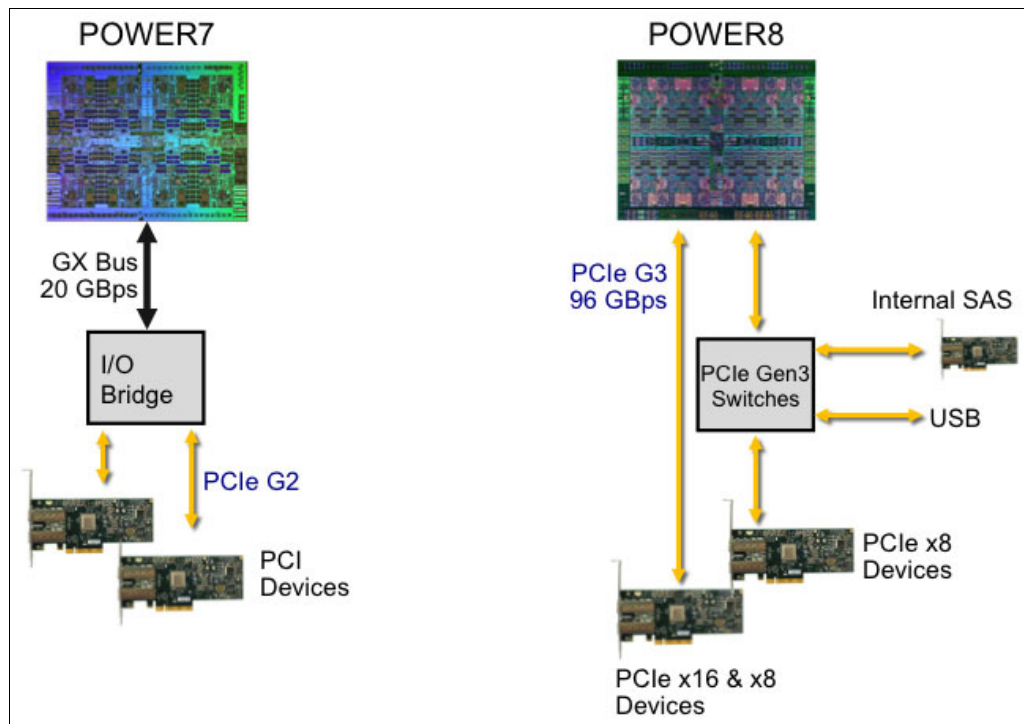 POWER7
GX Bus
20 GBps
I/O
Bridge
PCIe G2
PCI
Devices
POWER8
PCIe G3
96 GBps
Internal SAS
PCIe Gen3
Switches
USB
PCIe x8
Devices
PCIe x16 & x8
Devices